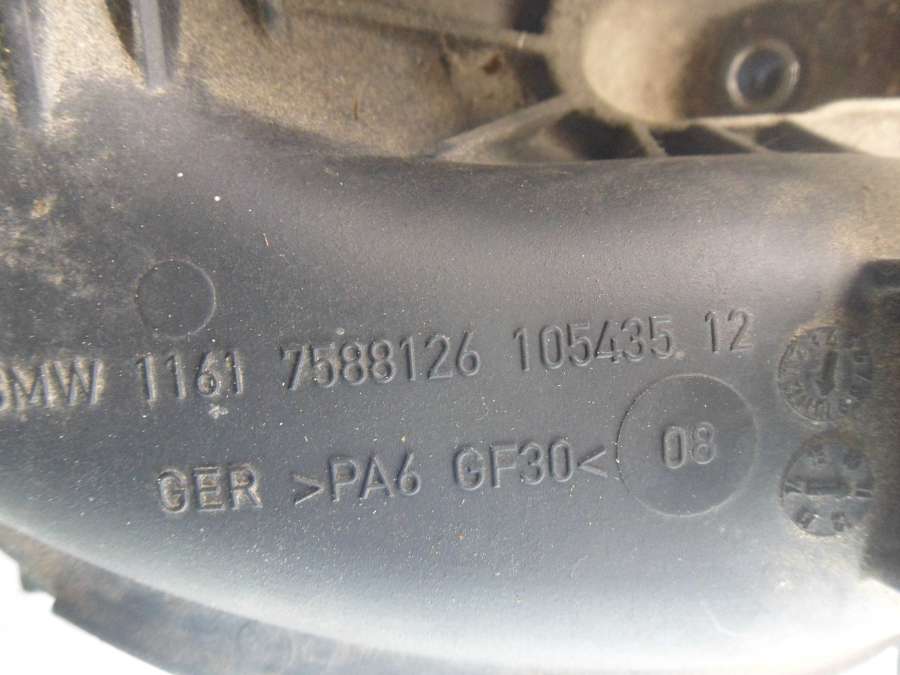 BMW 1161 7588126 105435 12
GER >PA6 GF30< 08